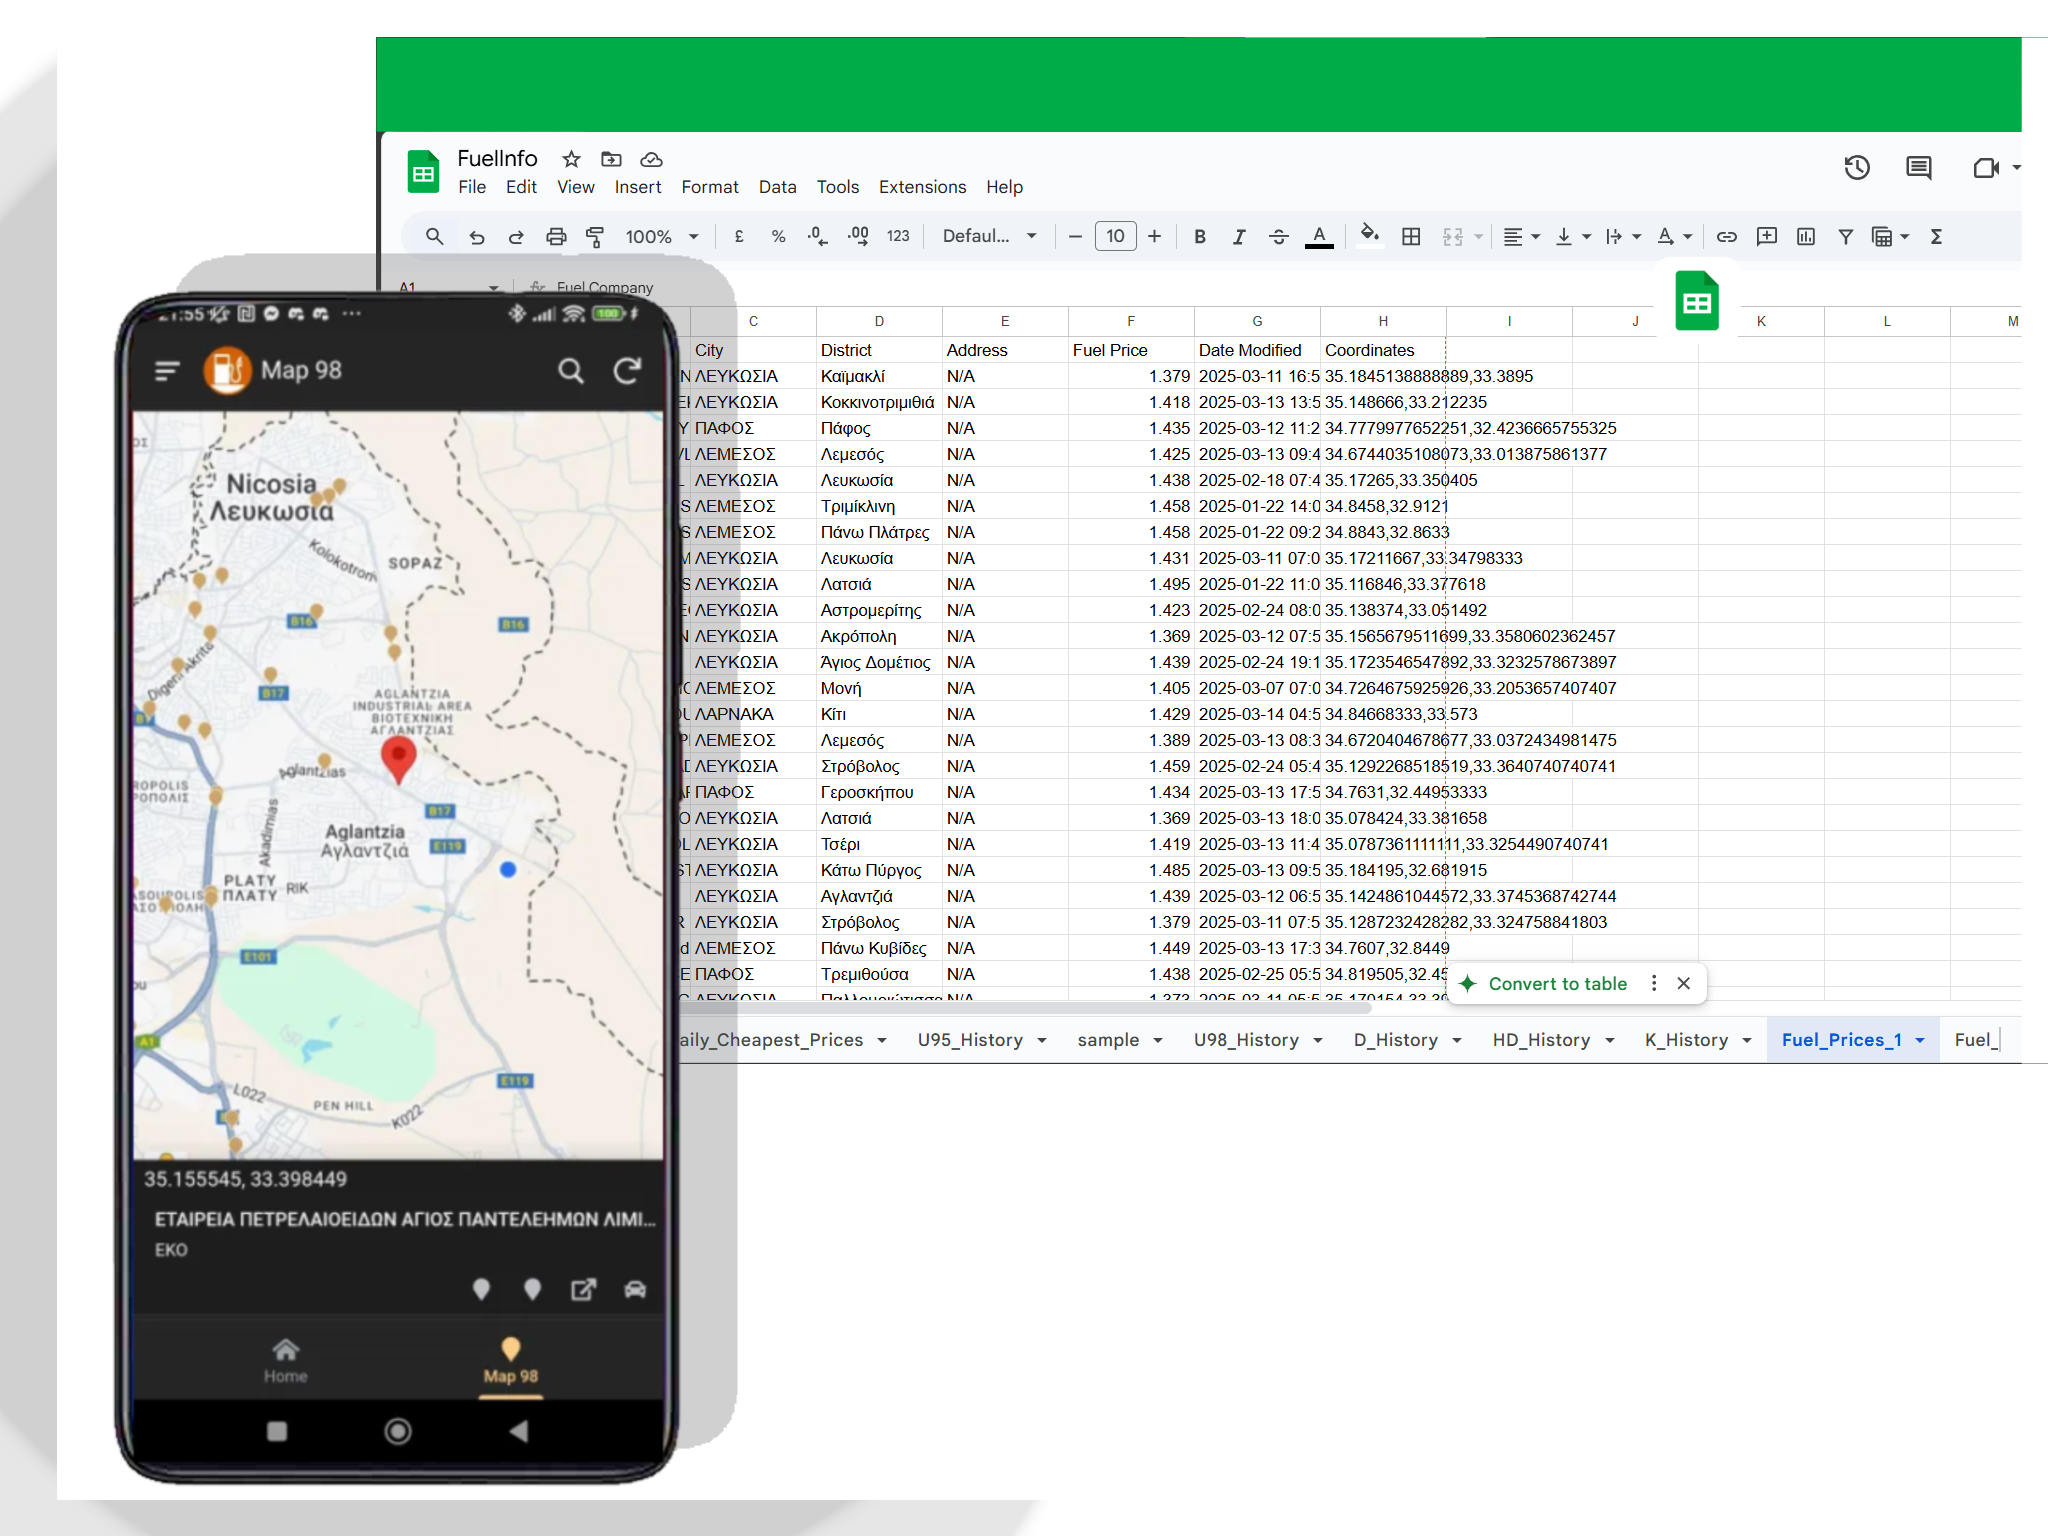 FuelInfo
File Edit View Insert Format Data Tools Extensions Help
100% £ % .0 .00 123 Defaul... 10 B I A Σ
A1 fx Fuel Company
C D E F G H I J K L M
City District Address Fuel Price Date Modified Coordinates
ΛΕΥΚΩΣΙΑ Καϊμακλί N/A 1.379 2025-03-11 16:5 35.1845138888889,33.3895
ΛΕΥΚΩΣΙΑ Κοκκινοτριμιθιά N/A 1.418 2025-03-13 13:5 35.148666,33.212235
ΠΑΦΟΣ Πάφος N/A 1.435 2025-03-12 11:2 34.7779977652251,32.4236665755325
ΛΕΜΕΣΟΣ Λεμεσός N/A 1.425 2025-03-13 09:4 34.6744035108073,33.013875861377
ΛΕΥΚΩΣΙΑ Λευκωσία N/A 1.438 2025-02-18 07:4 35.17265,33.350405
ΛΕΜΕΣΟΣ Τριμίκλινη N/A 1.458 2025-01-22 14:0 34.8458,32.9121
ΛΕΜΕΣΟΣ Πάνω Πλάτρες N/A 1.458 2025-01-22 09:2 34.8843,32.8633
ΛΕΥΚΩΣΙΑ Λευκωσία N/A 1.431 2025-03-11 07:0 35.17211667,33.34798333
ΛΕΥΚΩΣΙΑ Λατσιά N/A 1.495 2025-01-22 11:0 35.116846,33.377618
ΛΕΥΚΩΣΙΑ Αστρομερίτης N/A 1.423 2025-02-24 08:0 35.138374,33.051492
ΛΕΥΚΩΣΙΑ Ακρόπολη N/A 1.369 2025-03-12 07:5 35.1565679511699,33.3580602362457
ΛΕΥΚΩΣΙΑ Άγιος Δομέτιος N/A 1.439 2025-02-24 19:1 35.1723546547892,33.3232578673897
ΛΕΜΕΣΟΣ Μονή N/A 1.405 2025-03-07 07:0 34.7264675925926,33.2053657407407
ΛΑΡΝΑΚΑ Κίτι N/A 1.429 2025-03-14 04:5 34.84668333,33.573
ΛΕΜΕΣΟΣ Λεμεσός N/A 1.389 2025-03-13 08:3 34.6720404678677,33.0372434981475
ΛΕΥΚΩΣΙΑ Στρόβολος N/A 1.459 2025-02-24 05:4 35.1292268518519,33.3640740740741
ΠΑΦΟΣ Γεροσκήπου N/A 1.434 2025-03-13 17:5 34.7631,32.44953333
ΛΕΥΚΩΣΙΑ Λατσιά N/A 1.369 2025-03-13 18:0 35.078424,33.381658
ΛΕΥΚΩΣΙΑ Τσέρι N/A 1.419 2025-03-13 11:4 35.0787361111111,33.3254490740741
ΛΕΥΚΩΣΙΑ Κάτω Πύργος N/A 1.485 2025-03-13 09:5 35.184195,32.681915
ΛΕΥΚΩΣΙΑ Αγλαντζιά N/A 1.439 2025-03-12 06:5 35.1424861044572,33.3745368742744
ΛΕΥΚΩΣΙΑ Στρόβολος N/A 1.379 2025-03-11 07:5 35.1287232428282,33.324758841803
ΛΕΜΕΣΟΣ Πάνω Κυβίδες N/A 1.449 2025-03-13 17:3 34.7607,32.8449
ΠΑΦΟΣ Τρεμιθούσα N/A 1.438 2025-02-25 05:5 34.819505,32.45
Convert to table
aily_Cheapest_Prices U95_History sample U98_History D_History HD_History K_History Fuel_Prices_1 Fuel_
21:55 100
Map 98
Nicosia
Λευκωσία
Kolokotroni
SOPAZ
B16
B16
Digeni Akrita
B17
AGLANTZIA
INDUSTRIAL AREA
ΒΙΟΤΕΧΝΙΚΗ
ΑΓΛΑΝΤΖΙΑΣ
Aglantzias
ROPOLIS
ΡΟΠΟΛΙΣ
B17
Akadimias
Aglantzia
Αγλαντζιά
E119
PLATY
ΠΛΑΤΥ
RIK
E101
A1
E119
L022
PEN HILL
K022
35.155545, 33.398449
ΕΤΑΙΡΕΙΑ ΠΕΤΡΕΛΑΙΟΕΙΔΩΝ ΑΓΙΟΣ ΠΑΝΤΕΛΕΗΜΩΝ ΛΙΜΙ...
EKO
Home
Map 98